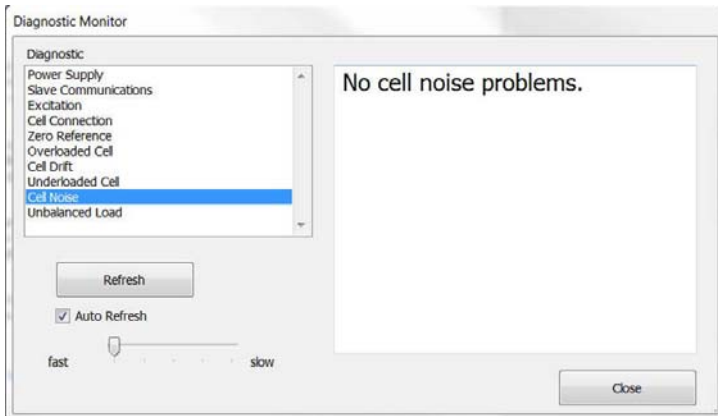 Diagnostic Monitor
Diagnostic
Power Supply
Slave Communications
Excitation
Cell Connection
Zero Reference
Overloaded Cell
Cell Drift
Underloaded Cell
Cell Noise
Unbalanced Load
No cell noise problems.
Refresh
Auto Refresh
fast
slow
Close